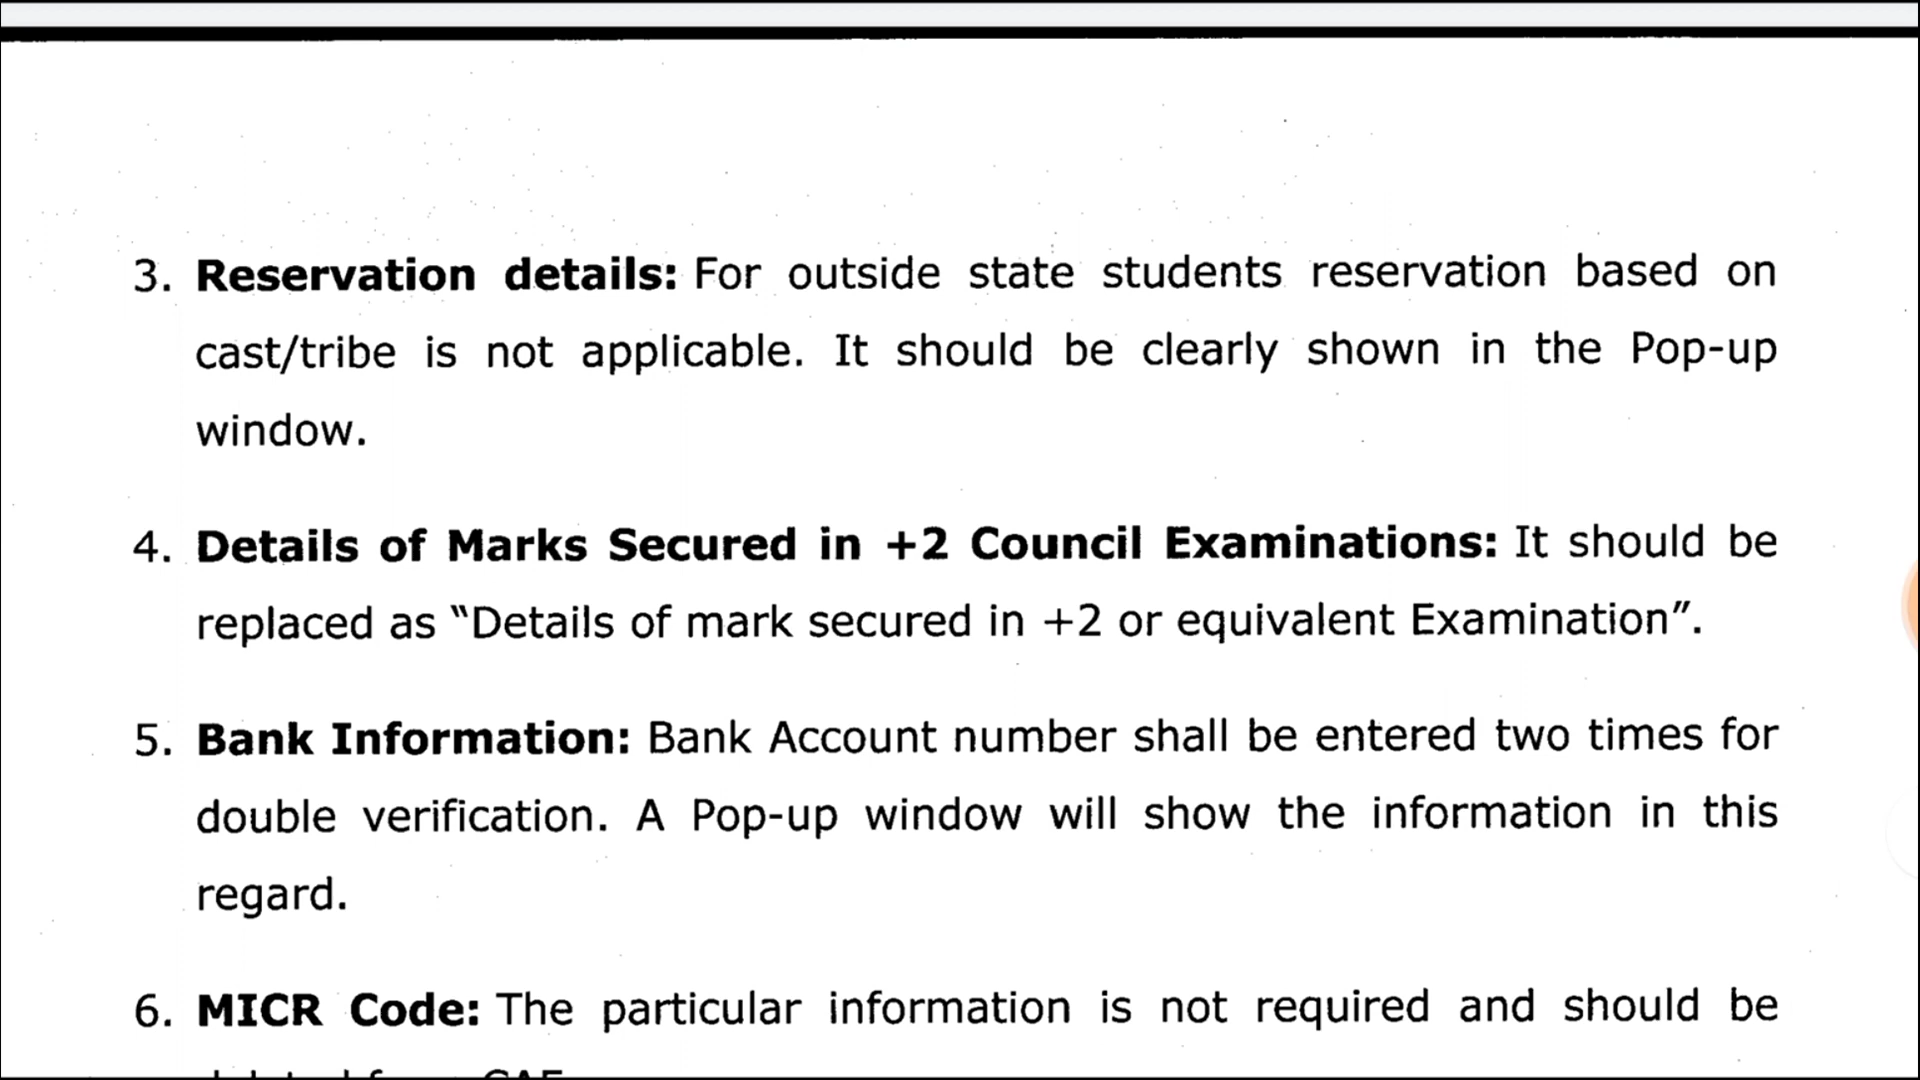 3. Reservation details: For outside state students reservation based on
cast/tribe is not applicable. It should be clearly shown in the Pop-up
window.
4. Details of Marks Secured in +2 Council Examinations: It should be
replaced as “Details of mark secured in +2 or equivalent Examination”.
5. Bank Information: Bank Account number shall be entered two times for
double verification. A Pop-up window will show the information in this
regard.
6. MICR Code: The particular information is not required and should be